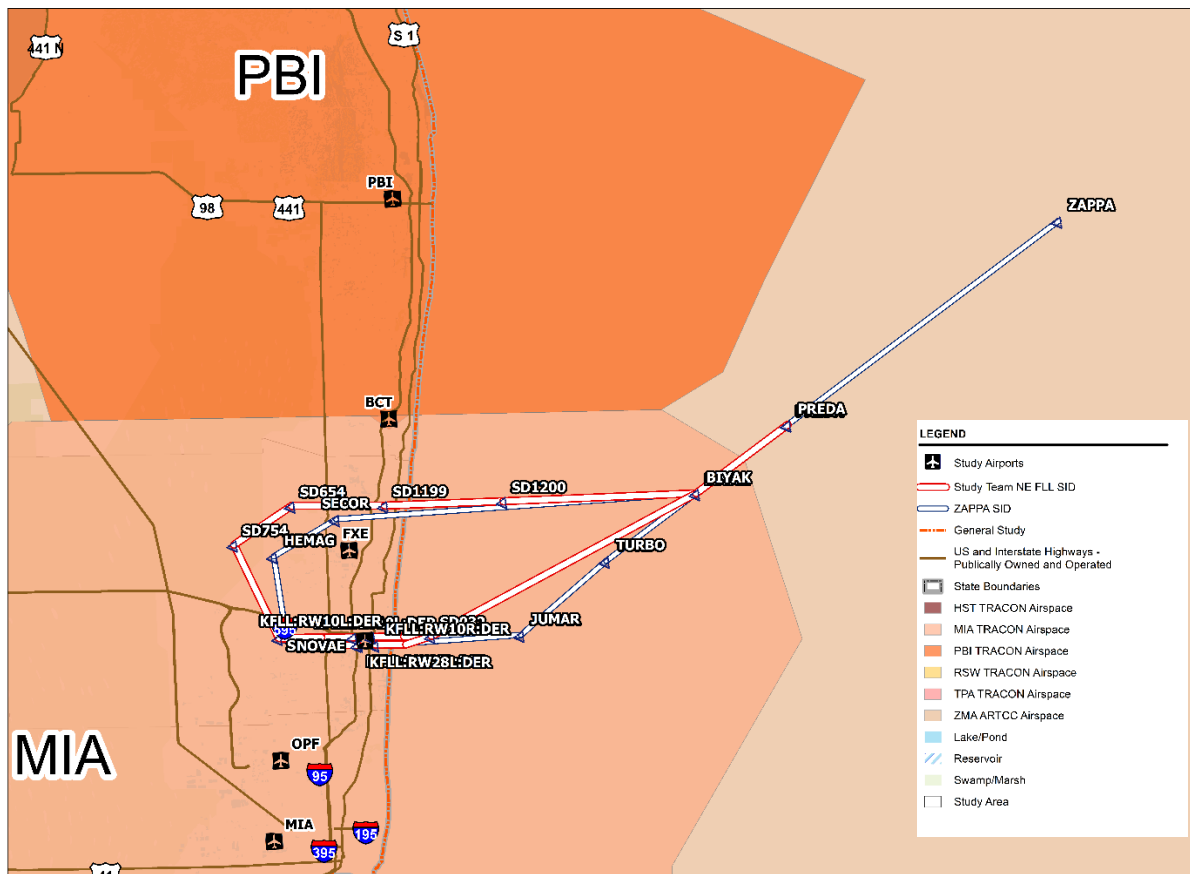 441 N
S 1
PBI
PBI
98
441
ZAPPA
BCT
PREDA
BIYAK
SD654
SECOR
SD1199
SD1200
SD754
HEMAG
FXE
TURBO
KFLL:RW10L:DER
KFLL:RW10R:DER
JUMAR
SNOVAE
KFLL:RW28L:DER
OPF
MIA
95
MIA
195
395
41
LEGEND
Study Airports
Study Team NE FLL SID
ZAPPA SID
General Study
US and Interstate Highways -
Publically Owned and Operated
State Boundaries
HST TRACON Airspace
MIA TRACON Airspace
PBI TRACON Airspace
RSW TRACON Airspace
TPA TRACON Airspace
ZMA ARTCC Airspace
Lake/Pond
Reservoir
Swamp/Marsh
Study Area